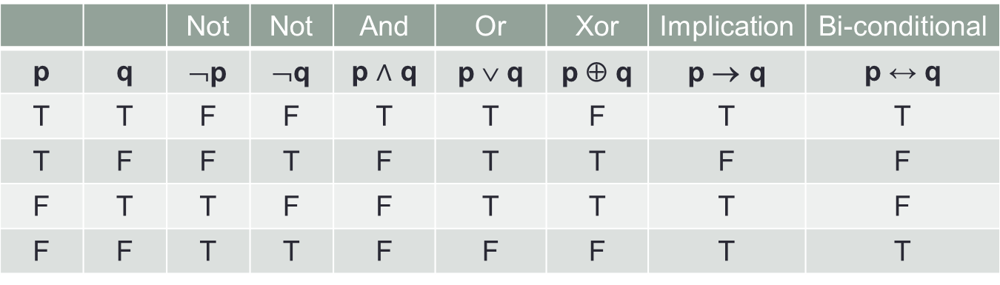 Not Not And Or Xor Implication Bi-conditional
p q ¬p ¬q p ∧ q p ∨ q p ⊕ q p → q p ↔ q
T T F F T T F T T
T F F T F T T F F
F T T F F T T T F
F F T T F F F T T